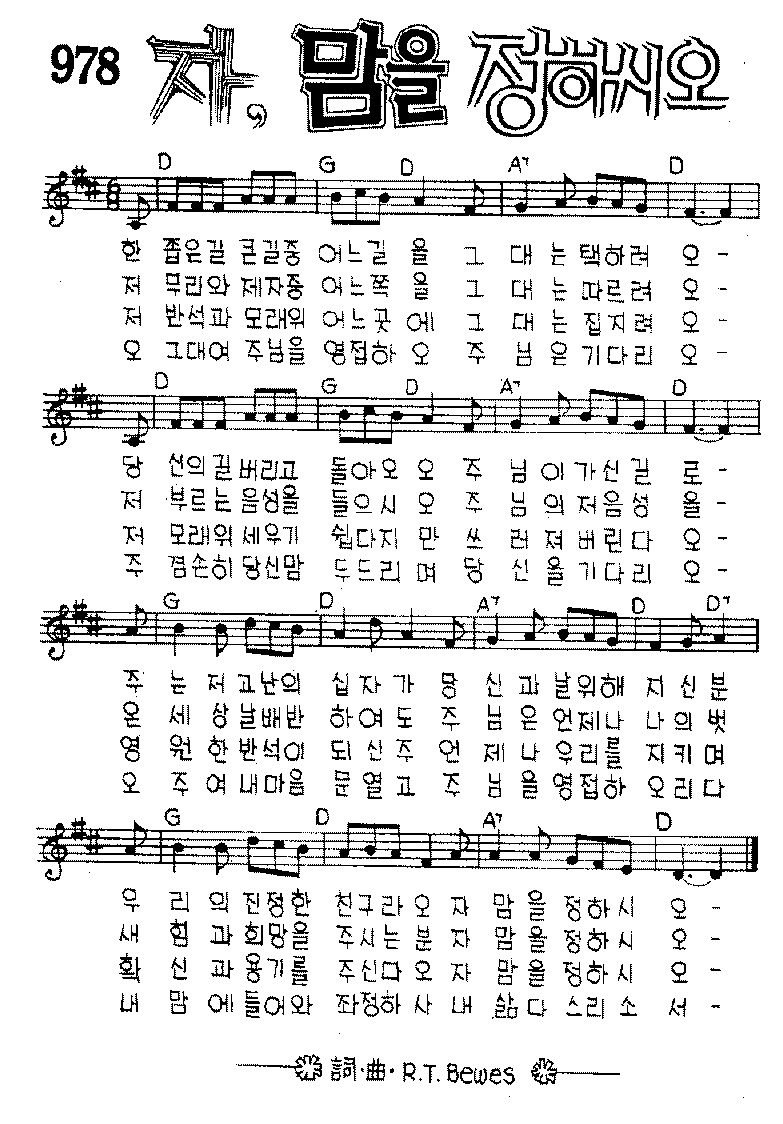 978 자, 맘을 정하시오
D G D A7 D
한 좁은길 큰길중 어느길 을 그 대 는 택하려 오 -
저 무리와 제자중 어느쪽 을 그 대 는 따르려 오 -
저 반석과 모래위 어느곳 에 그 대 는 집지려 오 -
오 그대여 주님을 영접하 오 주 님 은 기다리 오 -
D G D A7 D
당 신의길 버리고 돌아오 오 주 님 이 가신길 로 -
저 부르는 음성을 들으시 오 주 님 의 저음성 을 -
저 모래위 세우기 쉽다지 만 쓰 러 져 버린다 오 -
주 겸손히 당신맘 두드리 며 당 신 을 기다리 오 -
G D A7 D D7
주 는 저 고난의 십 자 가 당 신 과 날위해 지 신 분
온 세 상 날배반 하 여 도 주 님 은 언제나 나 의 벗
영 원 한 반석이 되 신 주 언 제 나 우리를 지 키 며
오 주 여 내마음 문 열 고 주 님 을 영접하 오 리 다
G D A7 D
우 리 의 진정한 친구라 오 자 맘 을 정하시 오 -
새 힘 과 희망을 주시는 분 자 맘 을 정하시 오 -
확 신 과 용기를 주신다 오 자 맘 을 정하시 오 -
내 맘 에 들어와 좌정하 사 내 삶 다 스리소 서 -
詞·曲· R.T. Bewes